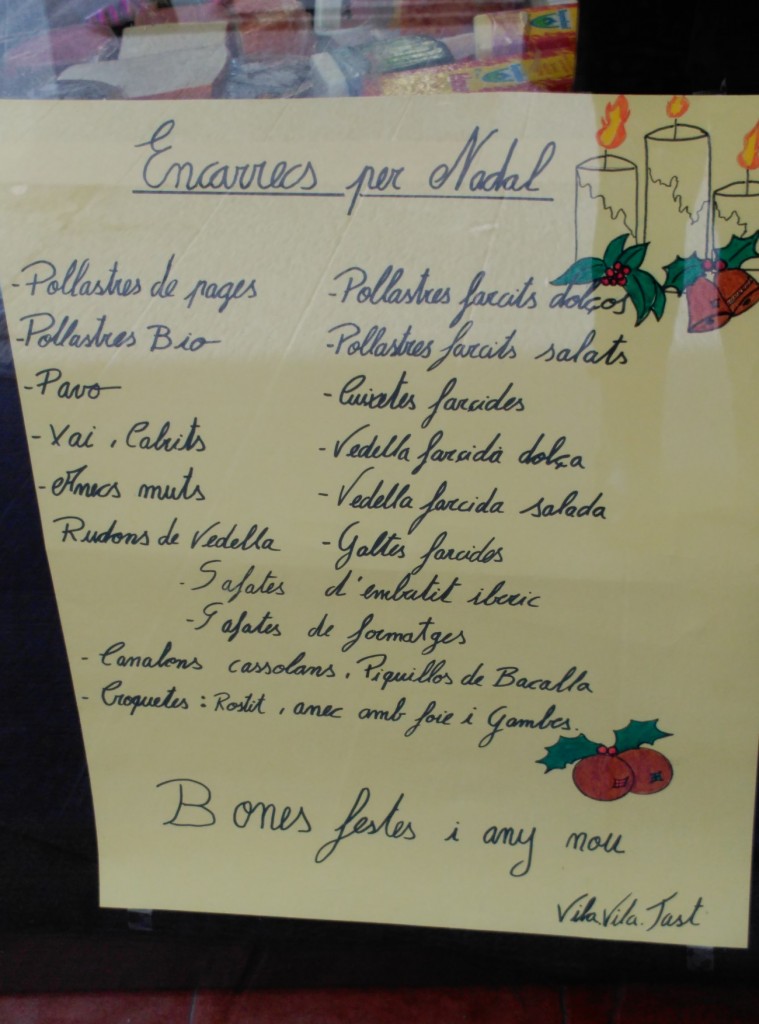 Encarrecs per Nadal
-Pollastres de pages
-Pollastres Bio
-Pavo
-Xai, Cabrits
-Anecs muts
Rudons de Vedella
-Pollastres farcits dolços
-Pollastres farcits salats
-Cuixetes farcides
-Vedella farcida dolça
-Vedella farcida salada
-Galtes farcides
-Safates d'embutit iberic
-Safates de formatges
-Canalons cassolans, Piquillos de Bacalla
-Croquetes: Rostit, anec amb foie i Gambes.
Bones festes i any nou
Vila Vila. Tast